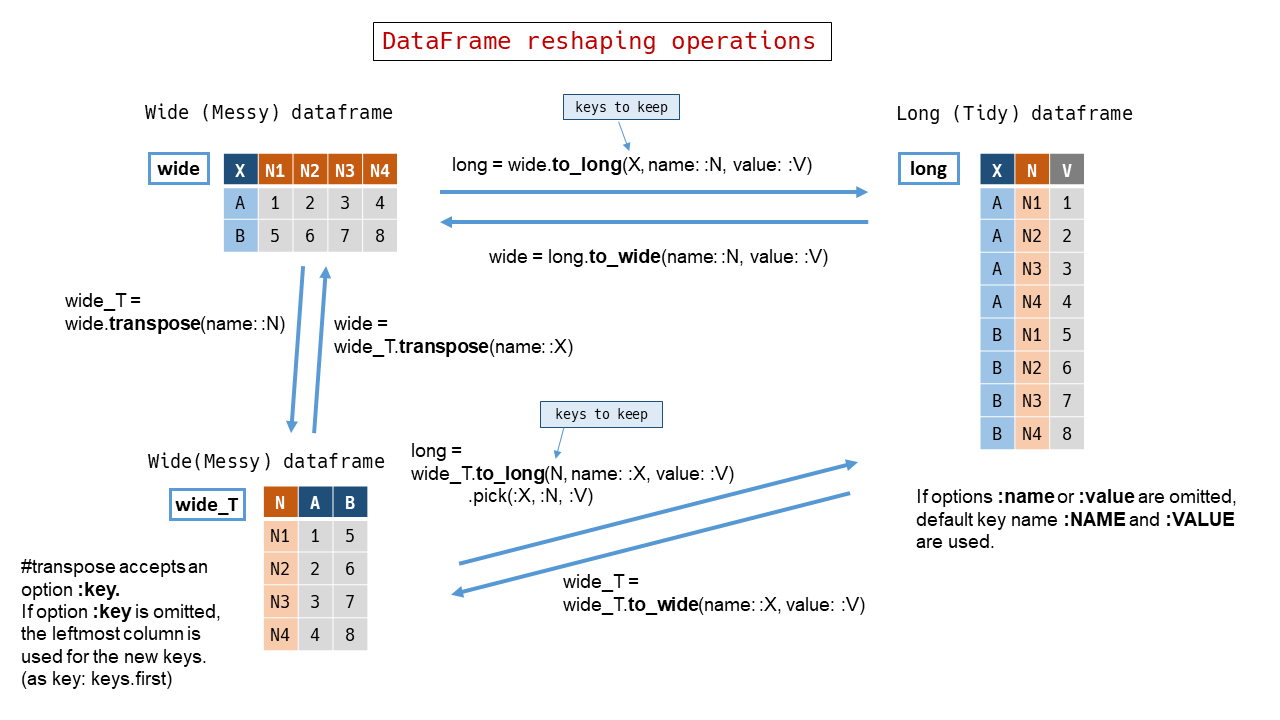 DataFrame reshaping operations
keys to keep
Wide (Messy) dataframe
Long (Tidy) dataframe
long = wide.to_long(X, name: :N, value: :V)
wide
X N1 N2 N3 N4
A 1 2 3 4
B 5 6 7 8
long
X N V
A N1 1
A N2 2
A N3 3
A N4 4
B N1 5
B N2 6
B N3 7
B N4 8
wide = long.to_wide(name: :N, value: :V)
wide_T =
wide.transpose(name: :N)
wide =
wide_T.transpose(name: :X)
keys to keep
long =
wide_T.to_long(N, name: :X, value: :V)
.pick(:X, :N, :V)
Wide(Messy) dataframe
wide_T
N A B
N1 1 5
N2 2 6
N3 3 7
N4 4 8
If options :name or :value are omitted,
default key name :NAME and :VALUE
are used.
#transpose accepts an
option :key.
If option :key is omitted,
the leftmost column is
used for the new keys.
(as key: keys.first)
wide_T =
wide_T.to_wide(name: :X, value: :V)